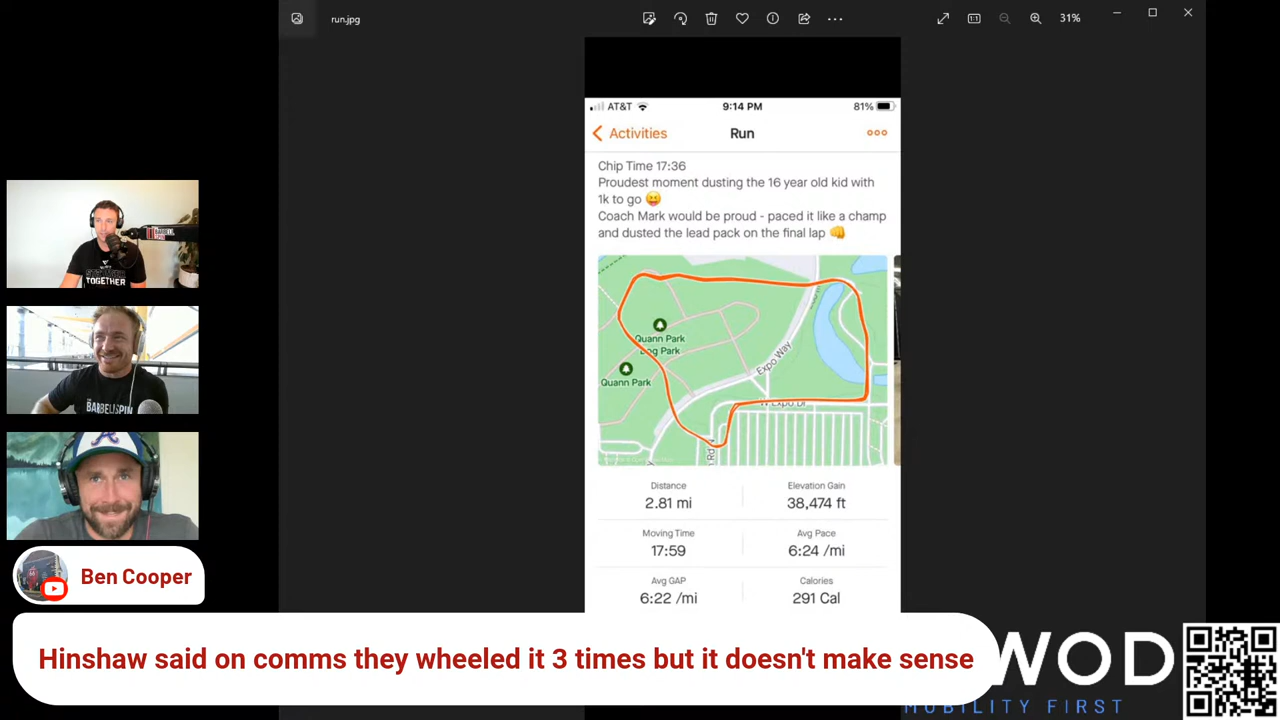 run.jpg
31%
AT&T
9:14 PM
81%
Activities
Run
Chip Time 17:36
Proudest moment dusting the 16 year old kid with
1k to go 😝
Coach Mark would be proud - paced it like a champ
and dusted the lead pack on the final lap 👊
Quann Park
Dog Park
Quann Park
Expo Way
W Expo Dr
Distance
2.81 mi
Elevation Gain
38,474 ft
Moving Time
17:59
Avg Pace
6:24 /mi
Avg GAP
6:22 /mi
Calories
291 Cal
TOGETHER
BARBELL SPIN
Ben Cooper
Hinshaw said on comms they wheeled it 3 times but it doesn't make sense
WOD
MOBILITY FIRST